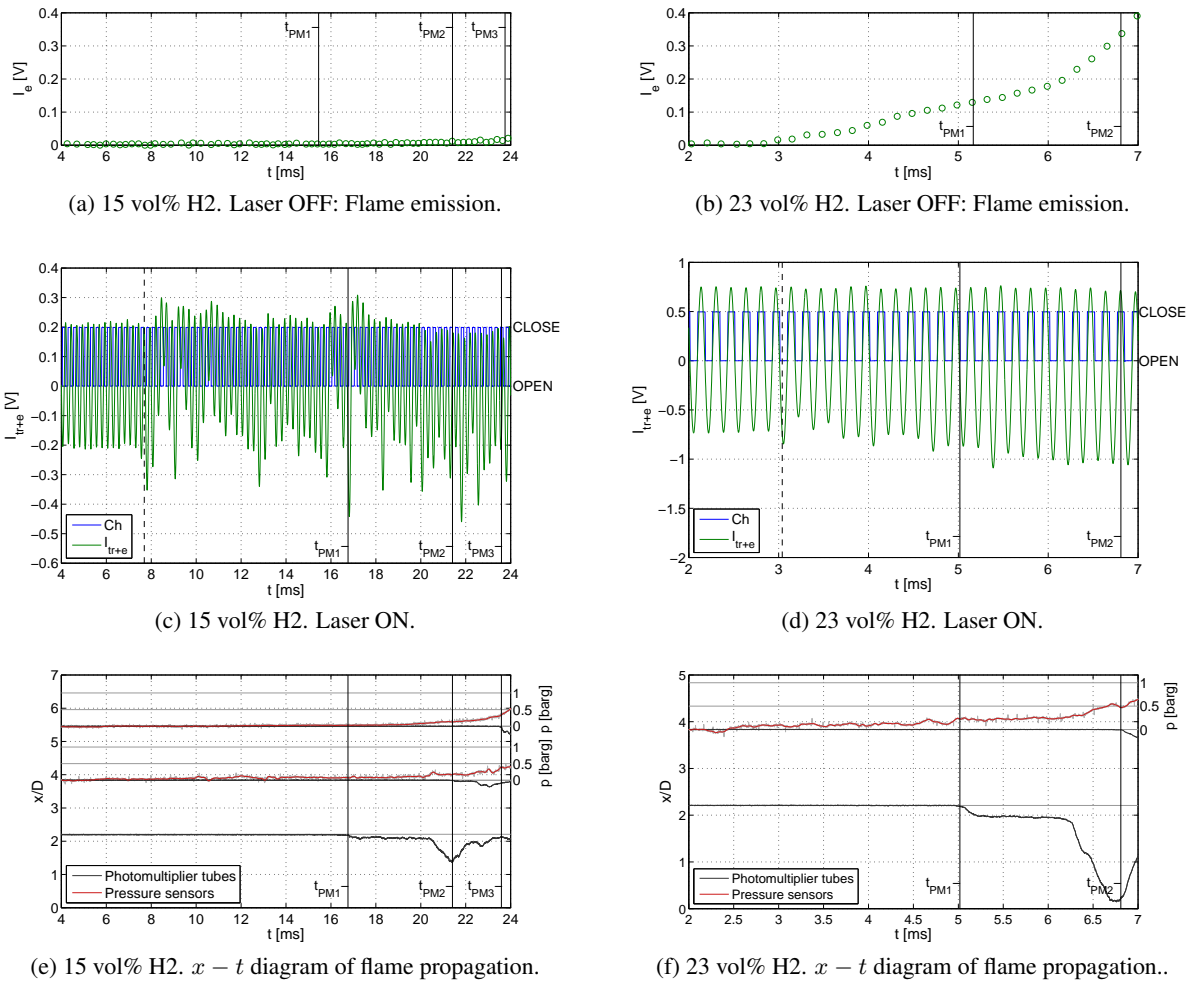 0.4
0.3
0.2
0.1
0
I_e [V]
t_PM1
t_PM2
t_PM3
4 6 8 10 12 14 16 18 20 22 24
t [ms]
(a) 15 vol% H2. Laser OFF: Flame emission.
0.4
0.3
0.2
0.1
0
I_e [V]
t_PM1
t_PM2
2 3 4 5 6 7
t [ms]
(b) 23 vol% H2. Laser OFF: Flame emission.
0.4
0.3
0.2
0.1
0
−0.1
−0.2
−0.3
−0.4
−0.5
−0.6
I_tr+e [V]
CLOSE
OPEN
Ch
I_tr+e
t_PM1
t_PM2
t_PM3
4 6 8 10 12 14 16 18 20 22 24
t [ms]
(c) 15 vol% H2. Laser ON.
1
0.5
0
−0.5
−1
−1.5
−2
I_tr+e [V]
CLOSE
OPEN
Ch
I_tr+e
t_PM1
t_PM2
2 3 4 5 6 7
t [ms]
(d) 23 vol% H2. Laser ON.
7
6
5
4
3
2
1
0
x/D
1
0.5
0
p [barg]
1
0.5
0
p [barg]
Photomultiplier tubes
Pressure sensors
t_PM1
t_PM2
t_PM3
4 6 8 10 12 14 16 18 20 22 24
t [ms]
(e) 15 vol% H2. x − t diagram of flame propagation.
5
4
3
2
1
0
x/D
1
0.5
0
p [barg]
Photomultiplier tubes
Pressure sensors
t_PM1
t_PM2
2 2.5 3 3.5 4 4.5 5 5.5 6 6.5 7
t [ms]
(f) 23 vol% H2. x − t diagram of flame propagation..